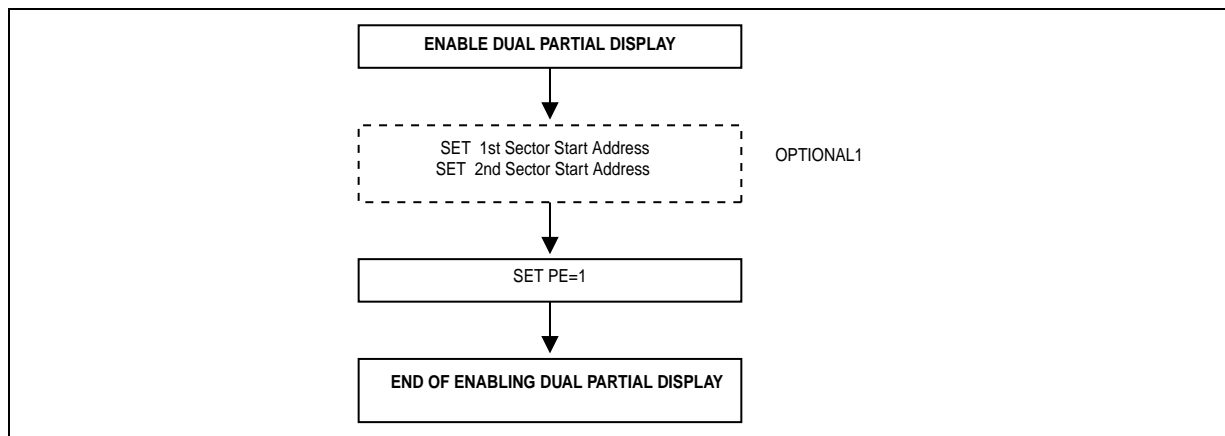 ENABLE DUAL PARTIAL DISPLAY
SET 1st Sector Start Address
SET 2nd Sector Start Address
OPTIONAL1
SET PE=1
END OF ENABLING DUAL PARTIAL DISPLAY